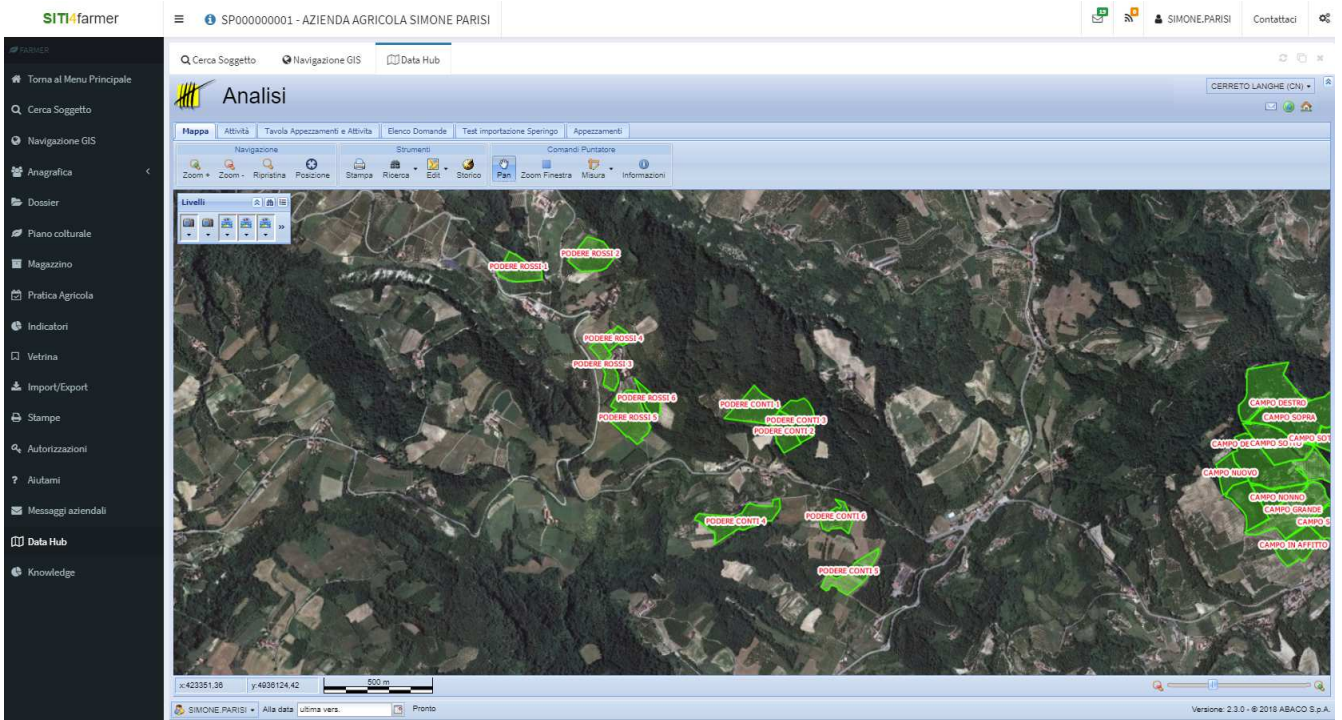 SITI4farmer
SP000000001 - AZIENDA AGRICOLA SIMONE PARISI
SIMONE.PARISI
Contattaci
FARMER
Torna al Menu Principale
Cerca Soggetto
Navigazione GIS
Anagrafica
Dossier
Piano colturale
Magazzino
Pratica Agricola
Indicatori
Vetrina
Import/Export
Stampe
Autorizzazioni
Aiutami
Messaggi aziendali
Data Hub
Knowledge
Cerca Soggetto
Navigazione GIS
Data Hub
Analisi
CERRETO LANGHE (CN)
Mappa
Attività
Tavola Appezzamenti e Attivita
Elenco Domande
Test importazione Speringo
Appezzamenti
Navigazione
Strumenti
Comandi Puntatore
Zoom +
Zoom -
Ripristina
Posizione
Stampa
Ricerca
Edit
Storico
Pan
Zoom Finestra
Misura
Informazioni
Livelli
PODERE ROSSI 2
PODERE ROSSI 1
PODERE ROSSI 4
PODERE ROSSI 3
PODERE ROSSI 6
PODERE ROSSI 5
PODERE CONTI 1
PODERE CONTI 3
PODERE CONTI 2
PODERE CONTI 4
PODERE CONTI 6
PODERE CONTI 5
CAMPO DESTRO
CAMPO SOPRA
CAMPO NUOVO
CAMPO NONNO
CAMPO GRANDE
CAMPO IN AFFITTO
x:423351,36
y:4936124,42
500 m
SIMONE.PARISI
Alla data
ultima vers.
Pronto
Versione: 2.3.0 - © 2018 ABACO S.p.A.